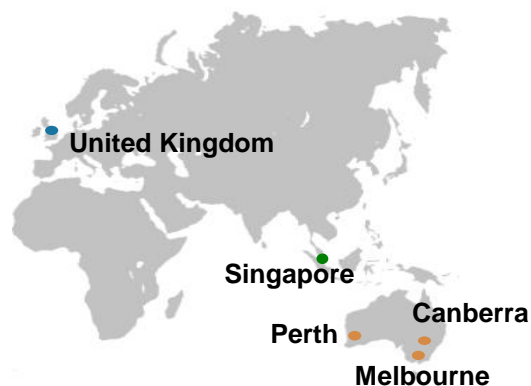 United Kingdom
Singapore
Canberra
Perth
Melbourne